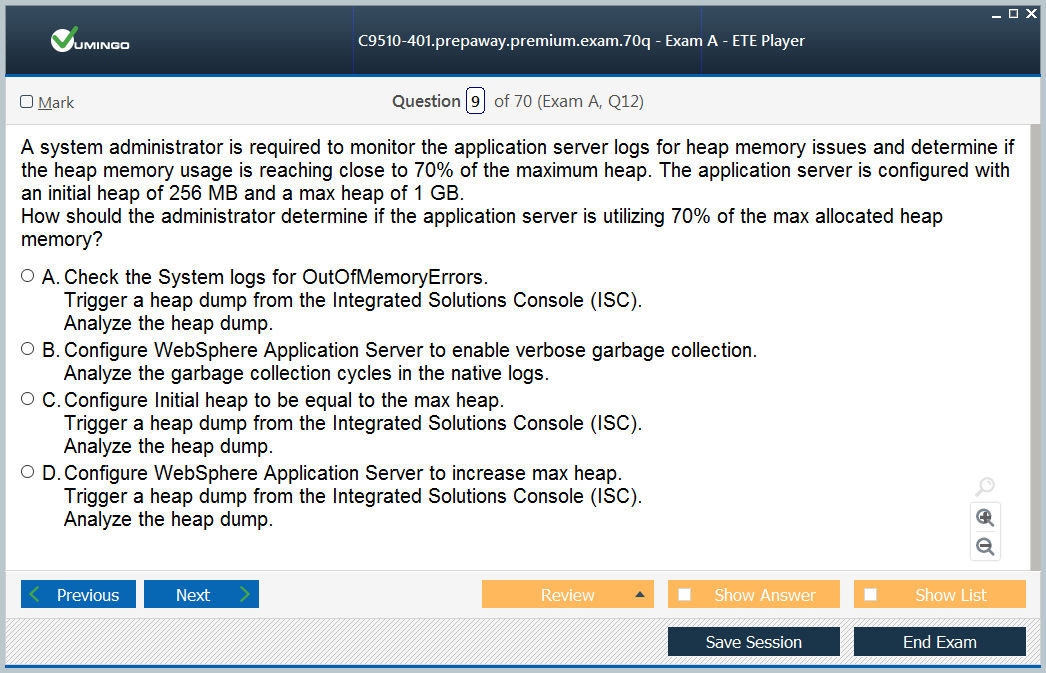 VUMINGO
C9510-401.prepaway.premium.exam.70q - Exam A - ETE Player
Mark
Question 9 of 70 (Exam A, Q12)
A system administrator is required to monitor the application server logs for heap memory issues and determine if
the heap memory usage is reaching close to 70% of the maximum heap. The application server is configured with
an initial heap of 256 MB and a max heap of 1 GB.
How should the administrator determine if the application server is utilizing 70% of the max allocated heap
memory?
A. Check the System logs for OutOfMemoryErrors.
Trigger a heap dump from the Integrated Solutions Console (ISC).
Analyze the heap dump.
B. Configure WebSphere Application Server to enable verbose garbage collection.
Analyze the garbage collection cycles in the native logs.
C. Configure Initial heap to be equal to the max heap.
Trigger a heap dump from the Integrated Solutions Console (ISC).
Analyze the heap dump.
D. Configure WebSphere Application Server to increase max heap.
Trigger a heap dump from the Integrated Solutions Console (ISC).
Analyze the heap dump.
Previous
Next
Review
Show Answer
Show List
Save Session
End Exam